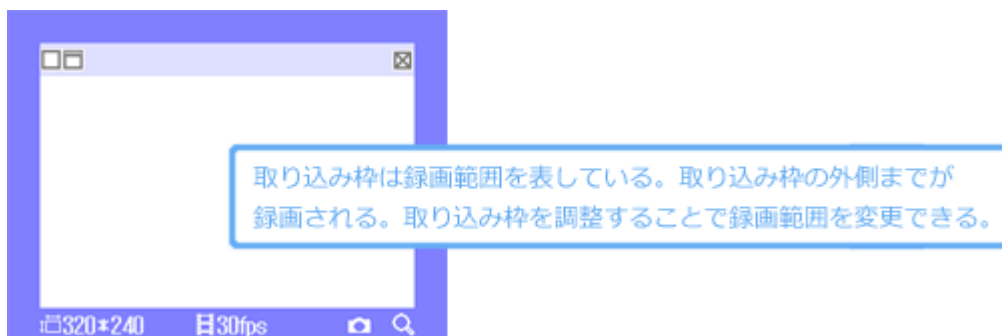 取り込み枠は録画範囲を表している。取り込み枠の外側までが
録画される。取り込み枠を調整することで録画範囲を変更できる。
320*240 30fps